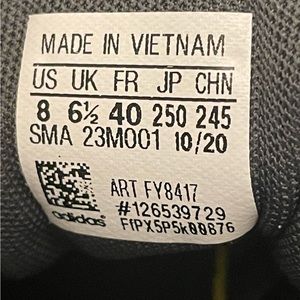 MADE IN VIETNAM
US UK FR JP CHN
8 6½ 40 250 245
SMA 23M001 10/20
ART FY8417
#126539729
adidas FfPX5P5k00876